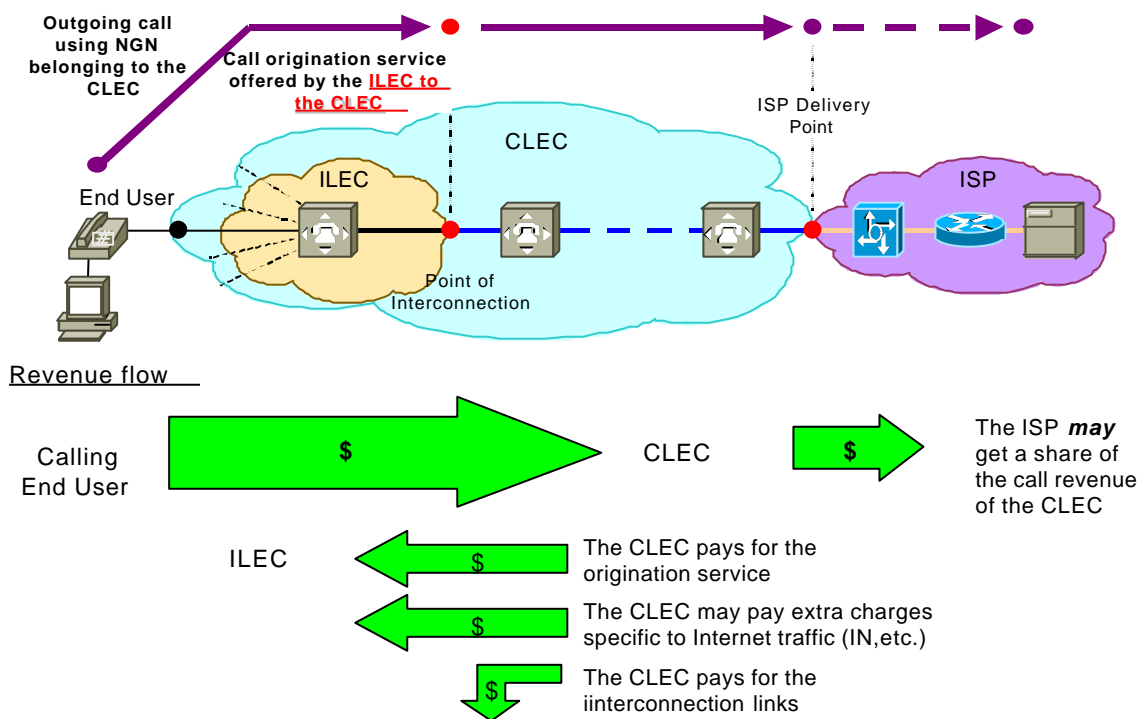 Outgoing call
using NGN
belonging to the
CLEC
Call origination service
offered by the ILEC to
the CLEC
ISP Delivery
Point
CLEC
ILEC
ISP
End User
Point of
Interconnection
Revenue flow
$
$
Calling
End User
CLEC
The ISP may
get a share of
the call revenue
of the CLEC
ILEC
$
The CLEC pays for the
origination service
$
The CLEC may pay extra charges
specific to Internet traffic (IN,etc.)
$
The CLEC pays for the
iinterconnection links